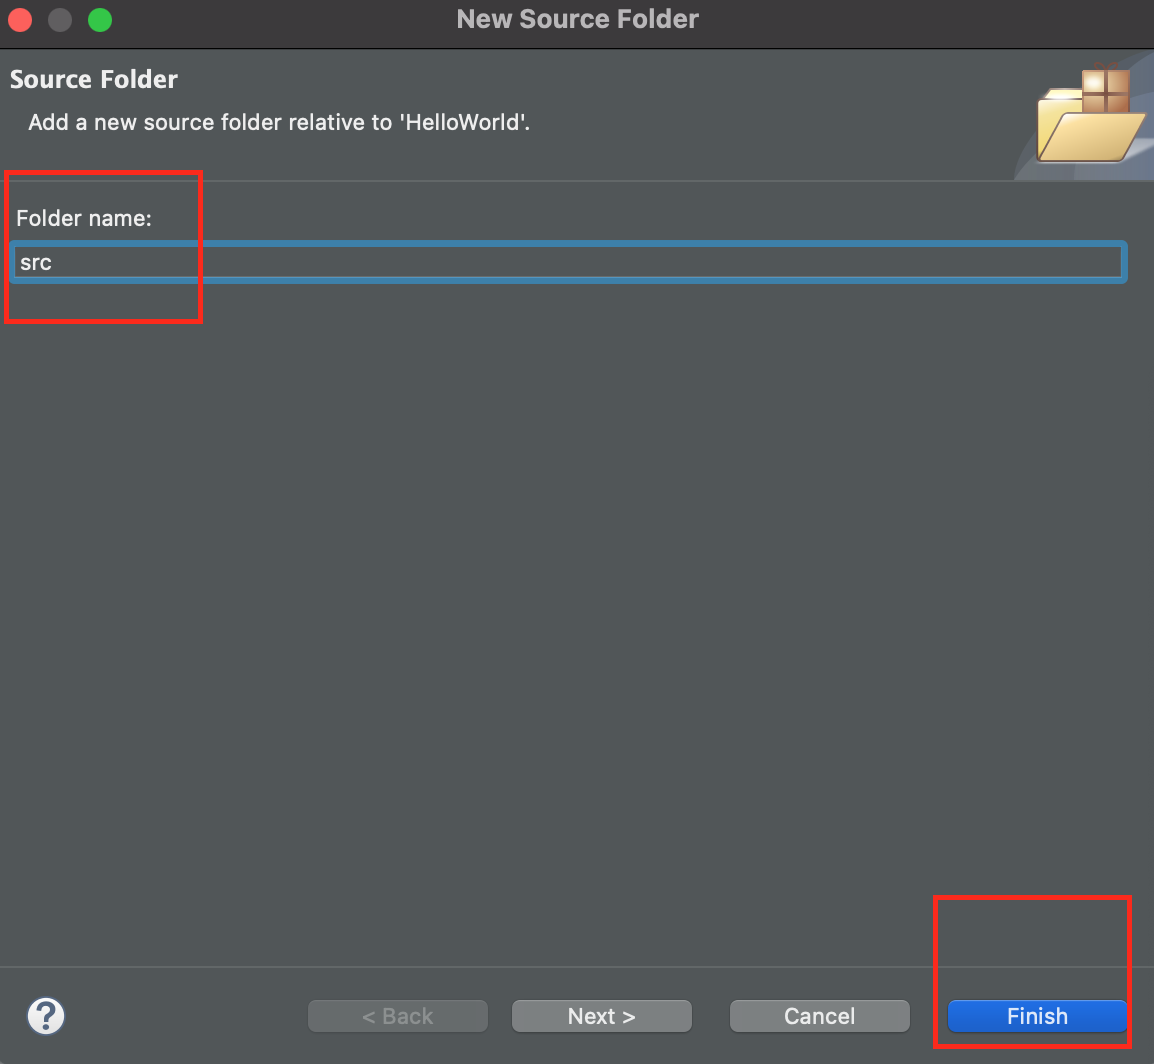 New Source Folder
Source Folder
Add a new source folder relative to 'HelloWorld'.
Folder name:
src
?
< Back
Next >
Cancel
Finish